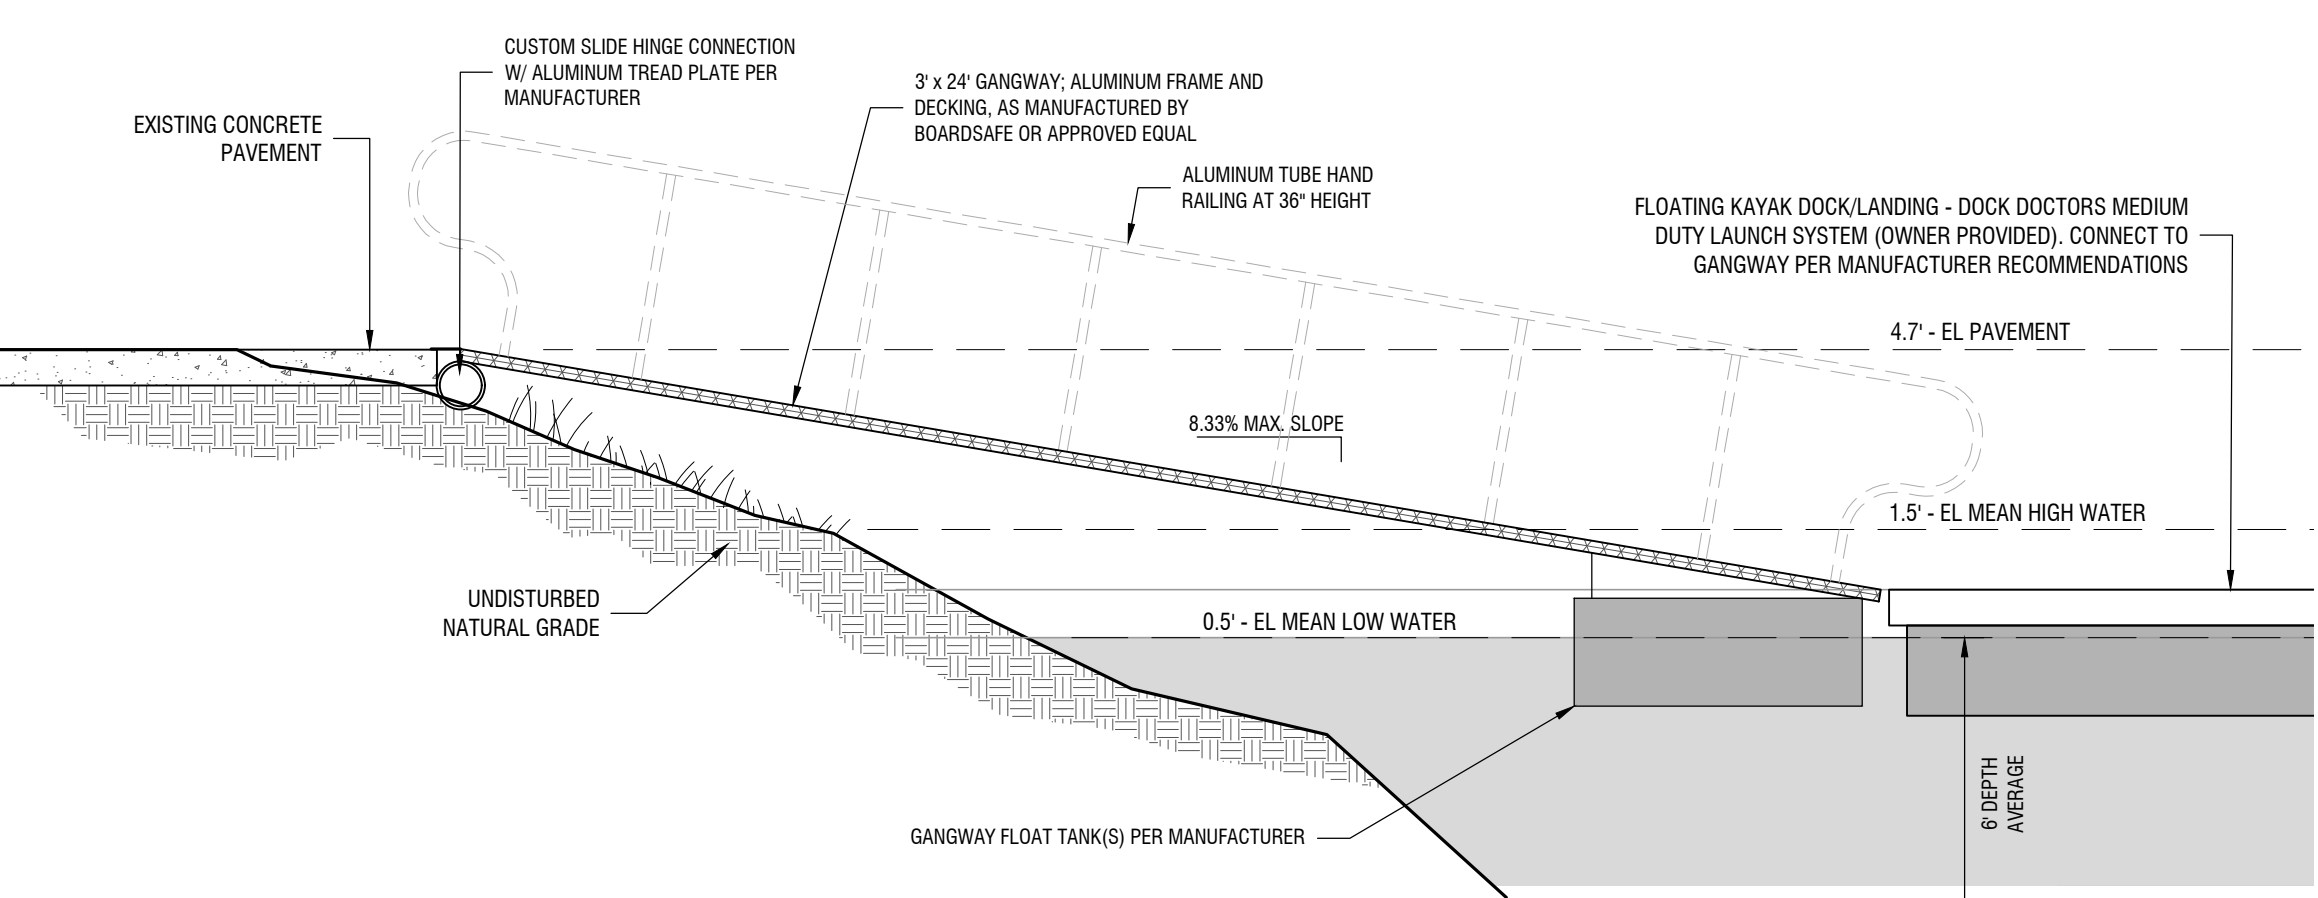 CUSTOM SLIDE HINGE CONNECTION
W/ ALUMINUM TREAD PLATE PER
MANUFACTURER
3' x 24' GANGWAY; ALUMINUM FRAME AND
DECKING, AS MANUFACTURED BY
BOARDSAFE OR APPROVED EQUAL
EXISTING CONCRETE
PAVEMENT
ALUMINUM TUBE HAND
RAILING AT 36" HEIGHT
FLOATING KAYAK DOCK/LANDING - DOCK DOCTORS MEDIUM
DUTY LAUNCH SYSTEM (OWNER PROVIDED). CONNECT TO
GANGWAY PER MANUFACTURER RECOMMENDATIONS
4.7' - EL PAVEMENT
8.33% MAX. SLOPE
1.5' - EL MEAN HIGH WATER
UNDISTURBED
NATURAL GRADE
0.5' - EL MEAN LOW WATER
6' DEPTH
AVERAGE
GANGWAY FLOAT TANK(S) PER MANUFACTURER